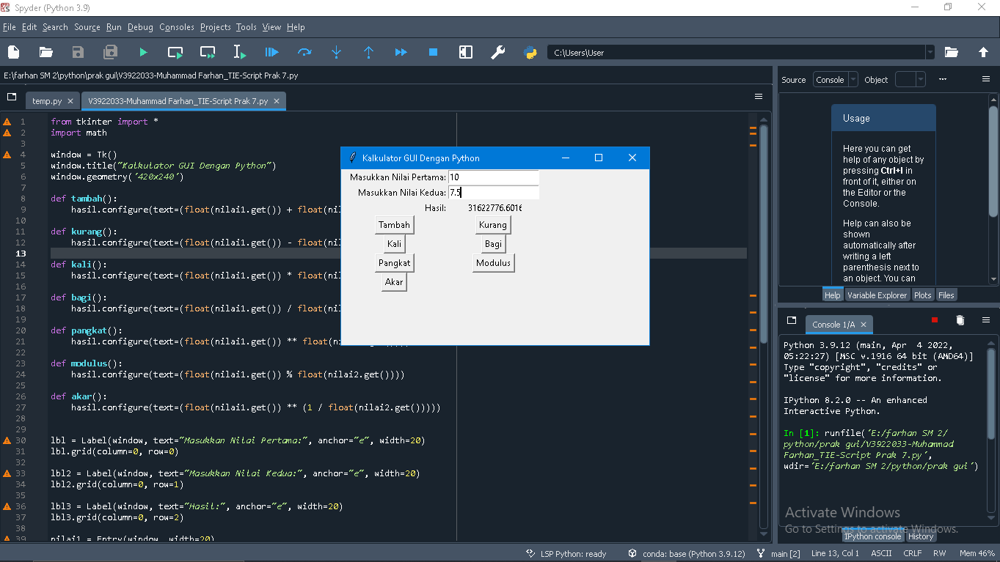 Spyder (Python 3.9)
File Edit Search Source Run Debug Consoles Projects Tools View Help
C:\Users\User
E:\farhan SM 2\python\prak gui\V3922033-Muhammad Farhan_TIE-Script Prak 7.py
temp.py V3922033-Muhammad Farhan_TIE-Script Prak 7.py
1 from tkinter import *
2 import math
3
4 window = Tk()
5 window.title("Kalkulator GUI Dengan Python")
6 window.geometry('420x240')
7
8 def tambah():
9 hasil.configure(text=(float(nilai1.get()) + float(nil
10
11 def kurang():
12 hasil.configure(text=(float(nilai1.get()) - float(nil
13
14 def kali():
15 hasil.configure(text=(float(nilai1.get()) * float(nil
16
17 def bagi():
18 hasil.configure(text=(float(nilai1.get()) / float(nil
19
20 def pangkat():
21 hasil.configure(text=(float(nilai1.get()) ** float(ni
22
23 def modulus():
24 hasil.configure(text=(float(nilai1.get()) % float(nilai2.get())))
25
26 def akar():
27 hasil.configure(text=(float(nilai1.get()) ** (1 / float(nilai2.get()))))
28
29
30 lbl = Label(window, text="Masukkan Nilai Pertama:", anchor="e", width=20)
31 lbl.grid(column=0, row=0)
32
33 lbl2 = Label(window, text="Masukkan Nilai Kedua:", anchor="e", width=20)
34 lbl2.grid(column=0, row=1)
35
36 lbl3 = Label(window, text="Hasil:", anchor="e", width=20)
37 lbl3.grid(column=0, row=2)
38
39 nilai1 = Entry(window, width=20)
Kalkulator GUI Dengan Python
Masukkan Nilai Pertama: 10
Masukkan Nilai Kedua: 7.5
Hasil: 31622776.6016
Tambah Kurang
Kali Bagi
Pangkat Modulus
Akar
Source Console Object
Usage
Here you can get
help of any object by
pressing Ctrl+I in
front of it, either on
the Editor or the
Console.
Help can also be
shown
automatically after
writing a left
parenthesis next to
an object. You can
Help Variable Explorer Plots Files
Console 1/A
Python 3.9.12 (main, Apr 4 2022,
05:22:27) [MSC v.1916 64 bit (AMD64)]
Type "copyright", "credits" or
"license" for more information.
IPython 8.2.0 -- An enhanced
Interactive Python.
In [1]: runfile('E:/farhan SM 2/
python/prak gui/V3922033-Muhammad
Farhan_TIE-Script Prak 7.py',
wdir='E:/farhan SM 2/python/prak gui')
Activate Windows
Go to Settings to activate Windows.
IPython console History
LSP Python: ready conda: base (Python 3.9.12) main [2] Line 13, Col 1 ASCII CRLF RW Mem 46%